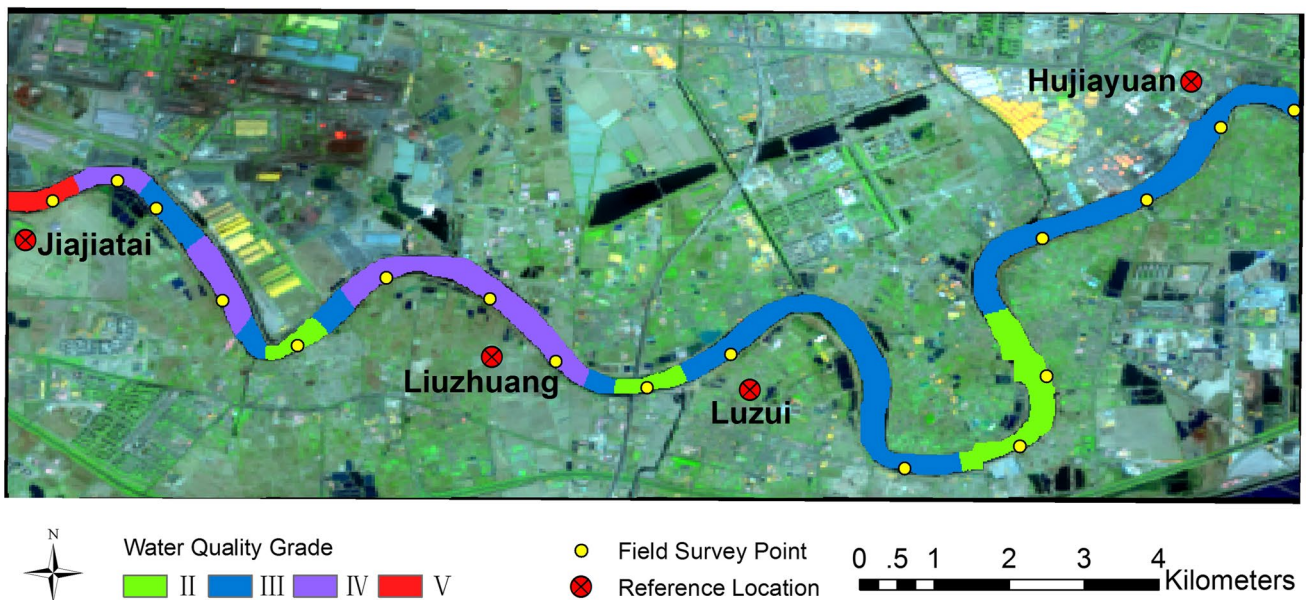 Hujiayuan
Jiajiatai
Liuzhuang
Luzui
N
Water Quality Grade
II III IV V
Field Survey Point
Reference Location
0 .5 1 2 3 4
Kilometers